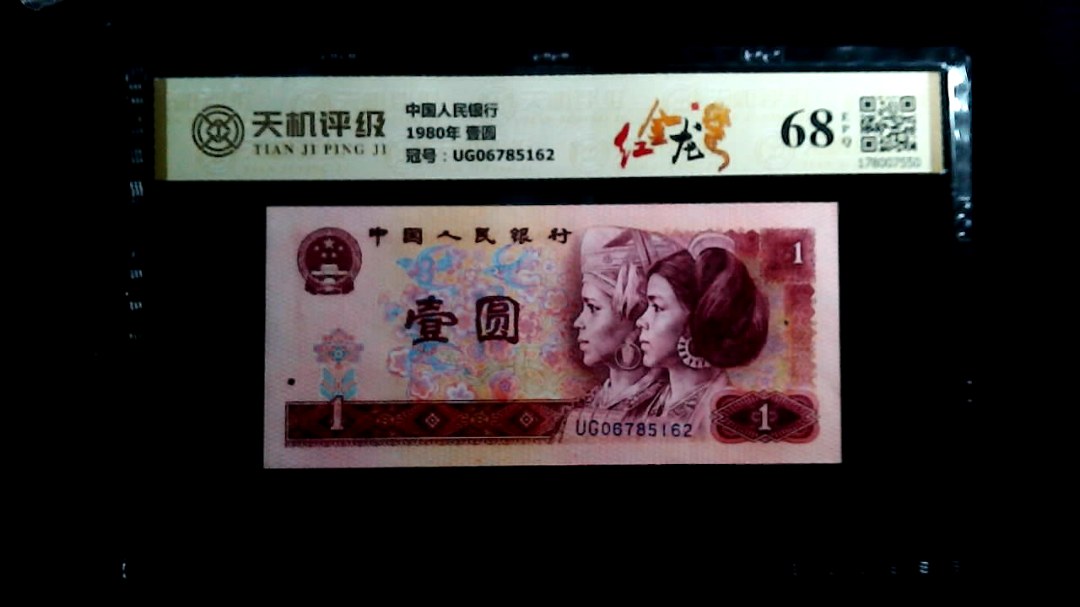 天机评级
TIAN JI PING JI
中国人民银行
1980年 壹圆
冠号：UG06785162
红金龙
68
EPQ
178007550
中国人民银行
1
壹圆
1
UG06785162
1